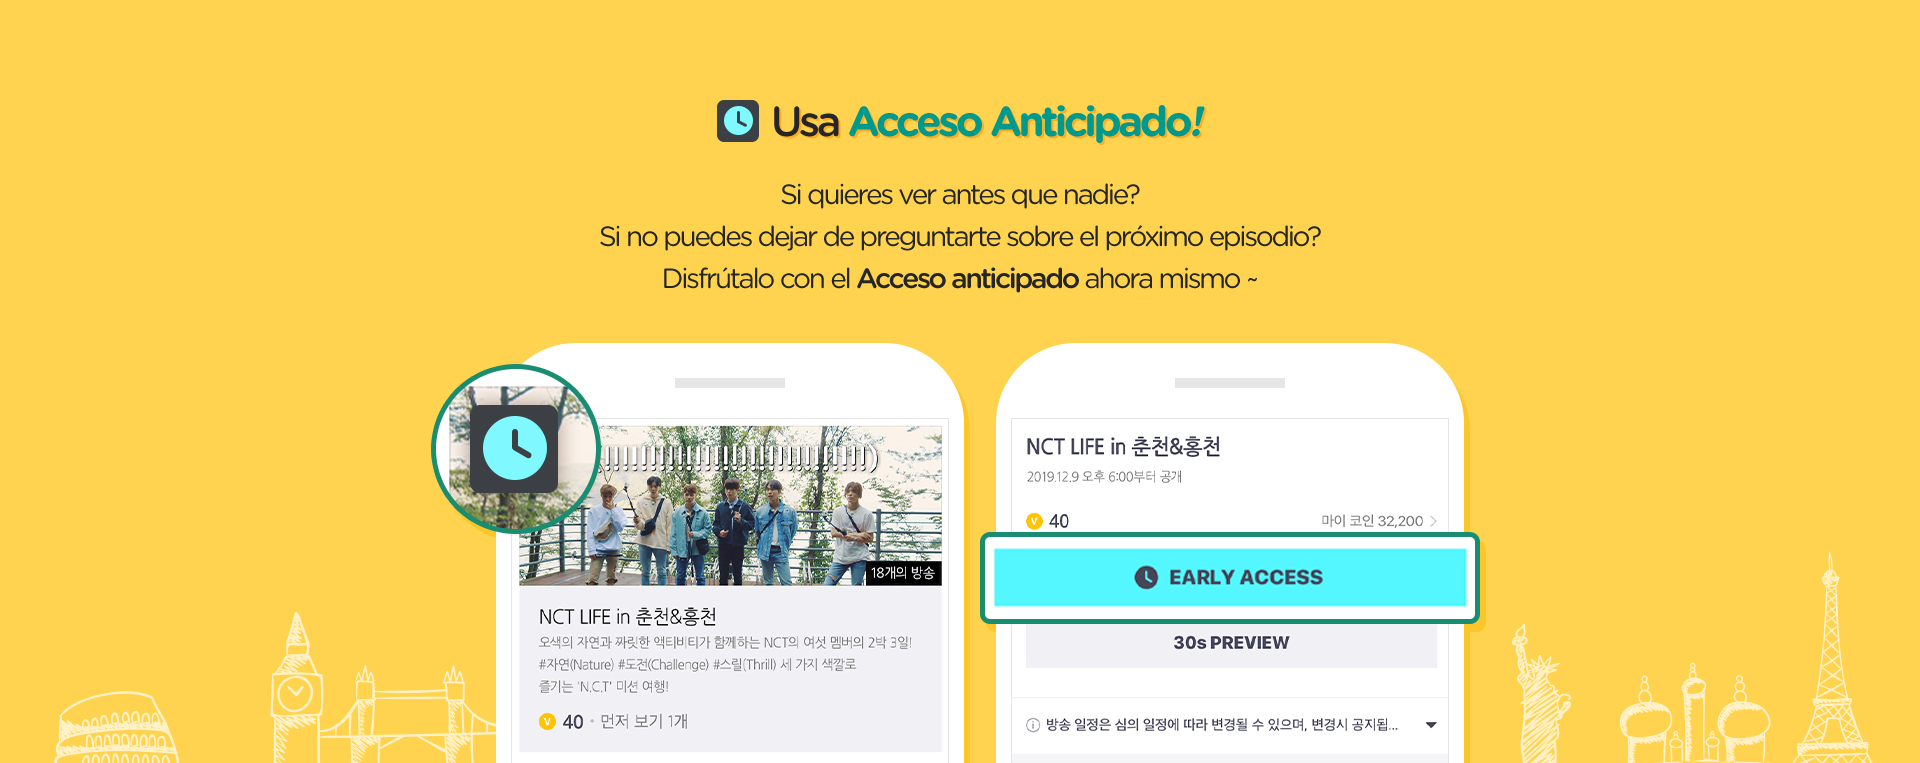 Usa Acceso Anticipado!
Si quieres ver antes que nadie?
Si no puedes dejar de preguntarte sobre el próximo episodio?
Disfrútalo con el Acceso anticipado ahora mismo ~
18개의 방송
NCT LIFE in 춘천&홍천
오색의 자연과 짜릿한 액티비티가 함께하는 NCT의 여섯 멤버의 2박 3일!
#자연(Nature) #도전(Challenge) #스릴(Thrill) 세 가지 색깔로
즐기는 'N.C.T' 미션 여행!
V 40 • 먼저 보기 1개
NCT LIFE in 춘천&홍천
2019.12.9 오후 6:00부터 공개
V 40 마이 코인 32,200 >
EARLY ACCESS
30s PREVIEW
방송 일정은 심의 일정에 따라 변경될 수 있으며, 변경시 공지됩...